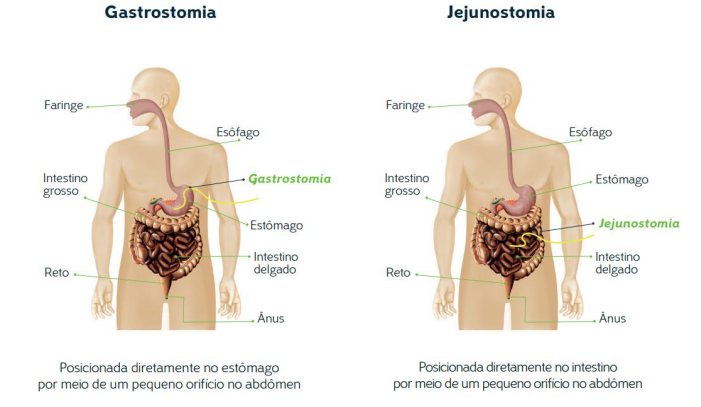 Gastrostomia
Faringe
Esôfago
Intestino
grosso
Gastrostomia
Estômago
Intestino
delgado
Reto
Ânus
Posicionada diretamente no estômago
por meio de um pequeno orifício no abdômen
Jejunostomia
Faringe
Esôfago
Intestino
grosso
Estômago
Jejunostomia
Intestino
delgado
Reto
Ânus
Posicionada diretamente no intestino
por meio de um pequeno orifício no abdômen